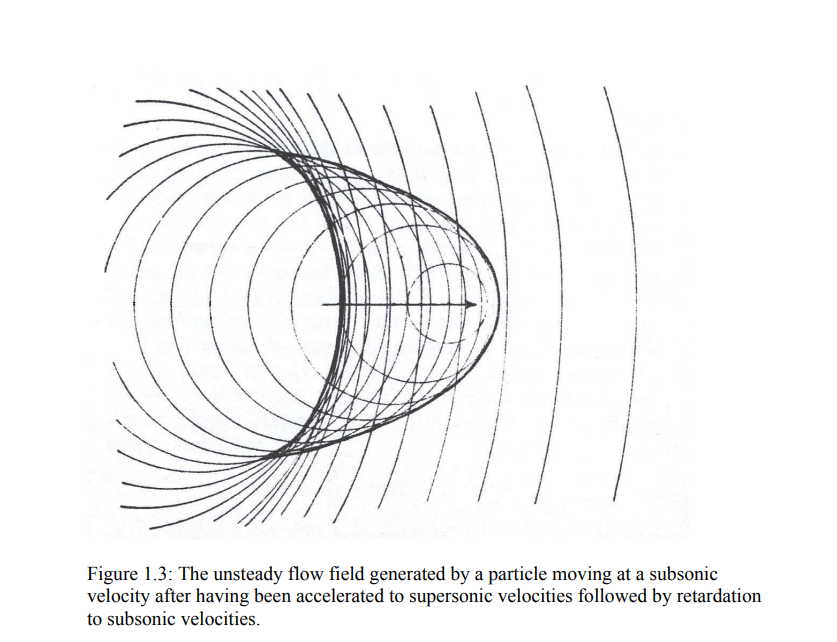 Figure 1.3: The unsteady flow field generated by a particle moving at a subsonic
velocity after having been accelerated to supersonic velocities followed by retardation
to subsonic velocities.